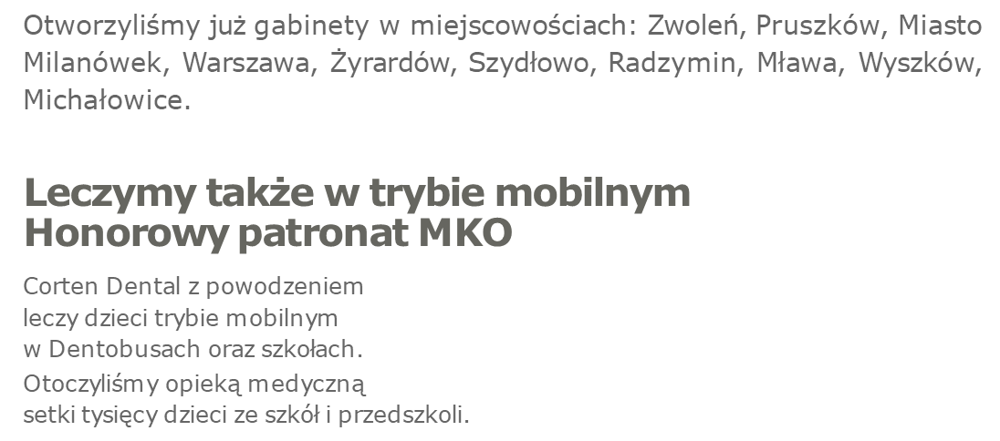 Otworzyliśmy już gabinety w miejscowościach: Zwoleń, Pruszków, Miasto
Milanówek, Warszawa, Żyrardów, Szydłowo, Radzymin, Mława, Wyszków,
Michałowice.
Leczymy także w trybie mobilnym
Honorowy patronat MKO
Corten Dental z powodzeniem
leczy dzieci trybie mobilnym
w Dentobusach oraz szkołach.
Otoczyliśmy opieką medyczną
setki tysięcy dzieci ze szkół i przedszkoli.